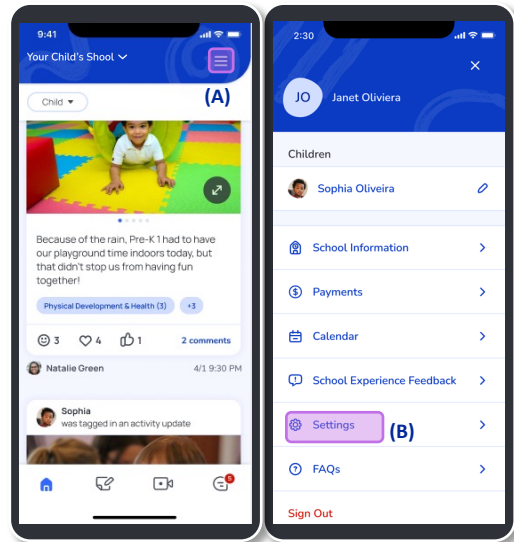 9:41
Your Child's Shool
(A)
Child
Because of the rain, Pre-K 1 had to have
our playground time indoors today, but
that didn't stop us from having fun
together!
Physical Development & Health (3) +3
3 4 1 2 comments
Natalie Green 4/1 9:30 PM
Sophia
was tagged in an activity update
5
2:30
JO Janet Oliviera
Children
Sophia Oliveira
School Information
Payments
Calendar
School Experience Feedback
Settings (B)
FAQs
Sign Out